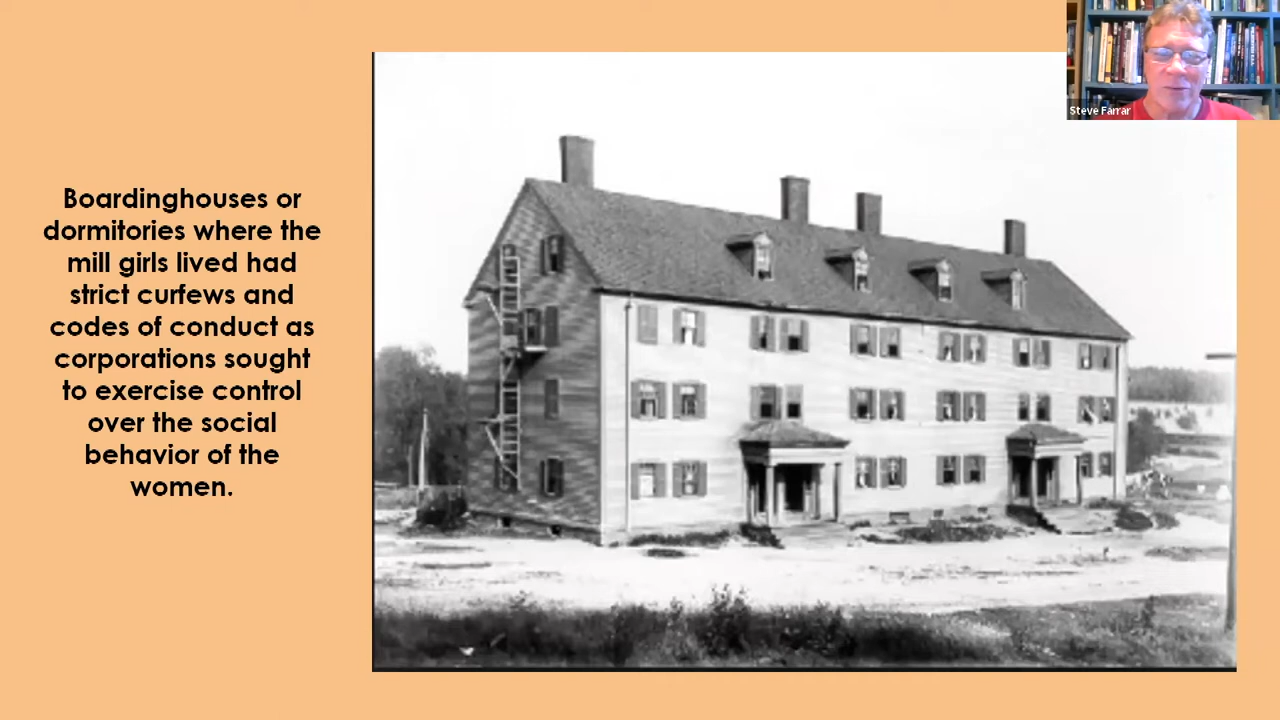 Boardinghouses or
dormitories where the
mill girls lived had
strict curfews and
codes of conduct as
corporations sought
to exercise control
over the social
behavior of the
women.
Steve Farrar